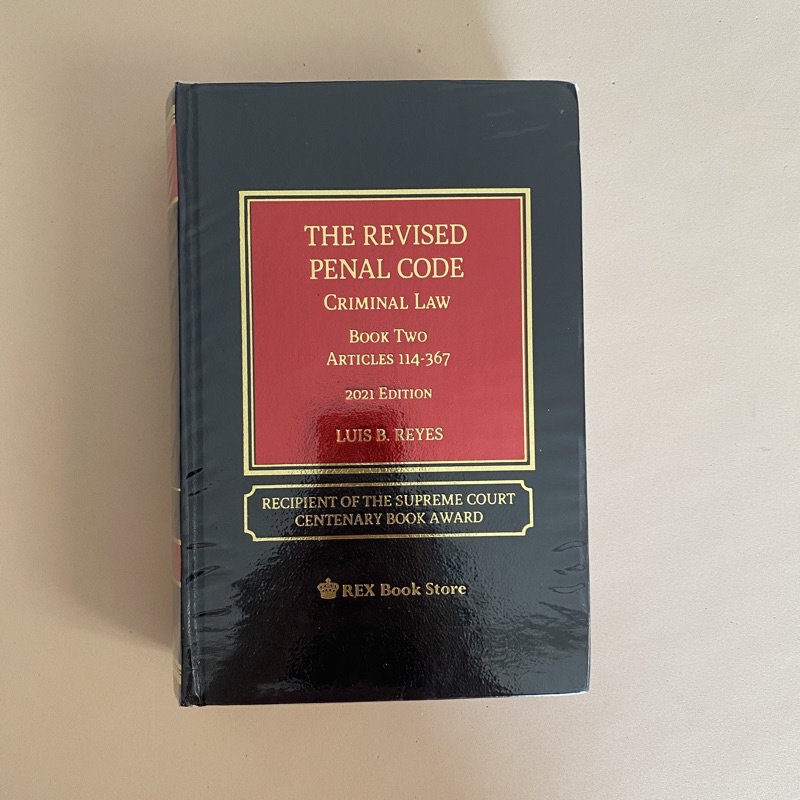 THE REVISED
PENAL CODE
CRIMINAL LAW
BOOK TWO
ARTICLES 114-367
2021 EDITION
LUIS B. REYES
RECIPIENT OF THE SUPREME COURT
CENTENARY BOOK AWARD
REX Book Store